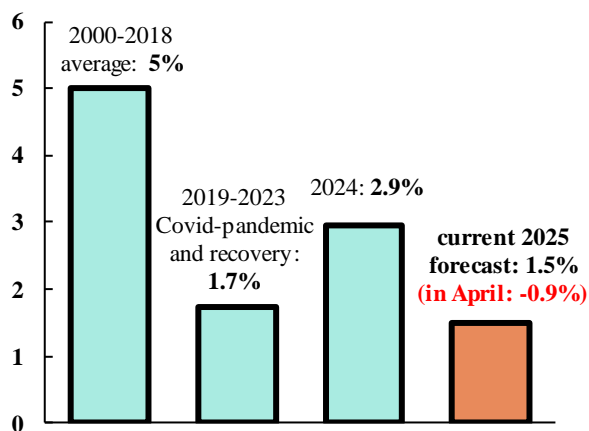 6
5
4
3
2
1
0
2000-2018
average: 5%
2019-2023
Covid-pandemic
and recovery:
1.7%
2024: 2.9%
current 2025
forecast: 1.5%
(in April: -0.9%)